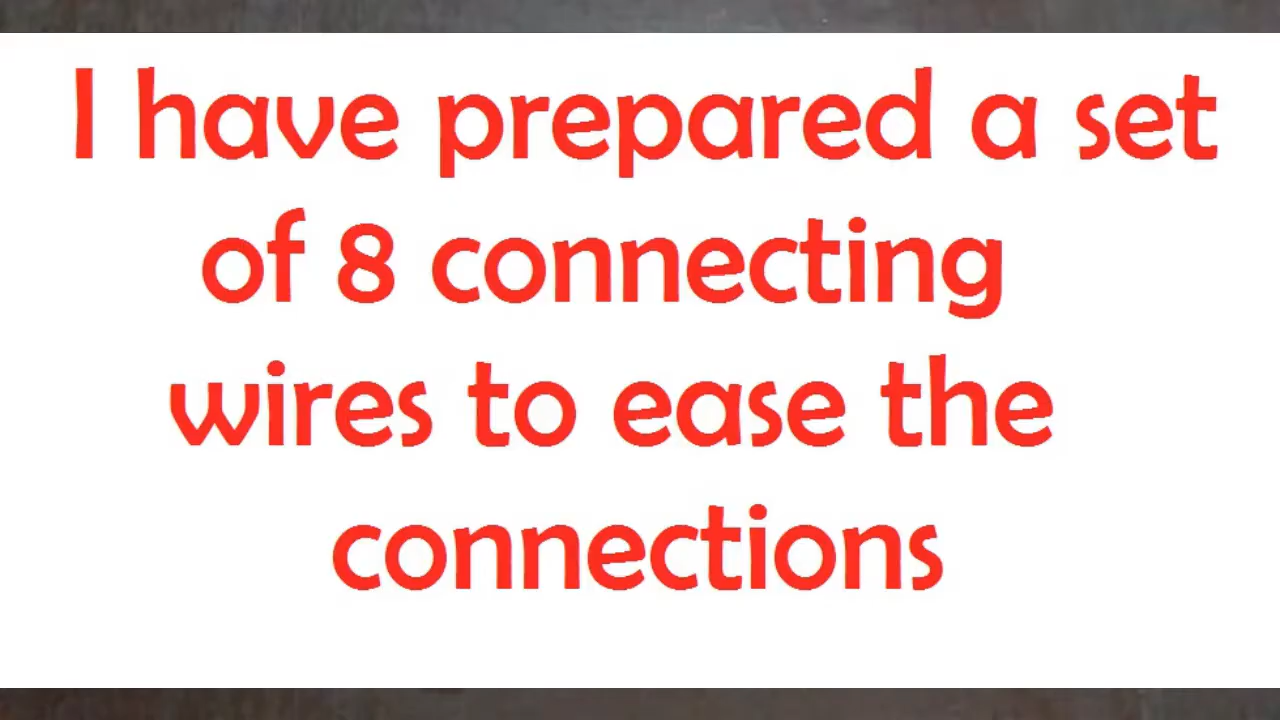 I have prepared a set
of 8 connecting
wires to ease the
connections